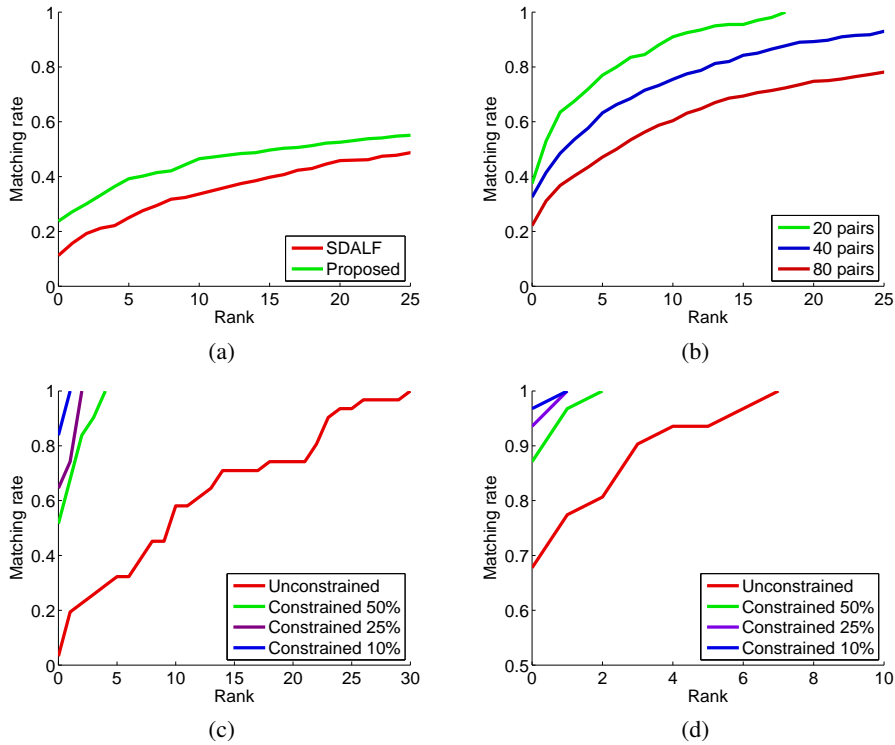 1
0.8
0.6
0.4
0.2
0
0 5 10 15 20 25
Matching rate
Rank
SDALF
Proposed
(a)
1
0.8
0.6
0.4
0.2
0
0 5 10 15 20 25
Matching rate
Rank
20 pairs
40 pairs
80 pairs
(b)
1
0.8
0.6
0.4
0.2
0
0 5 10 15 20 25 30
Matching rate
Rank
Unconstrained
Constrained 50%
Constrained 25%
Constrained 10%
(c)
1
0.9
0.8
0.7
0.6
0.5
0 2 4 6 8 10
Matching rate
Rank
Unconstrained
Constrained 50%
Constrained 25%
Constrained 10%
(d)